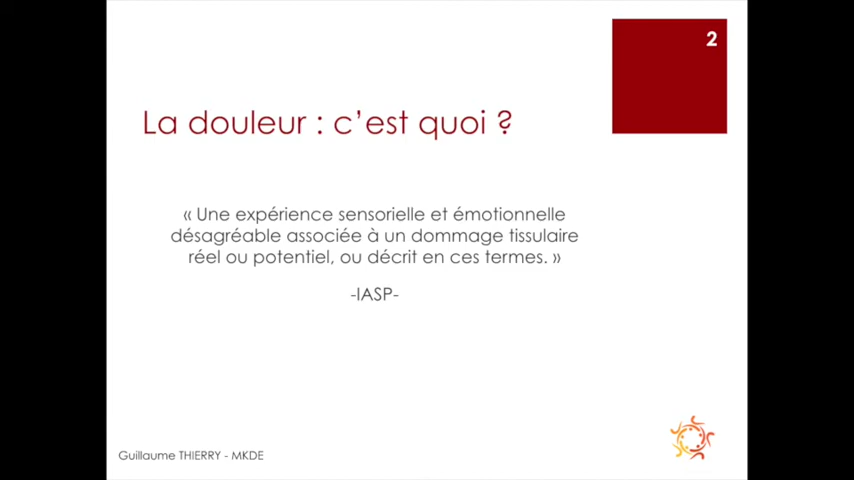 2
La douleur : c’est quoi ?
« Une expérience sensorielle et émotionnelle
désagréable associée à un dommage tissulaire
réel ou potentiel, ou décrit en ces termes. »
-IASP-
Guillaume THIERRY - MKDE